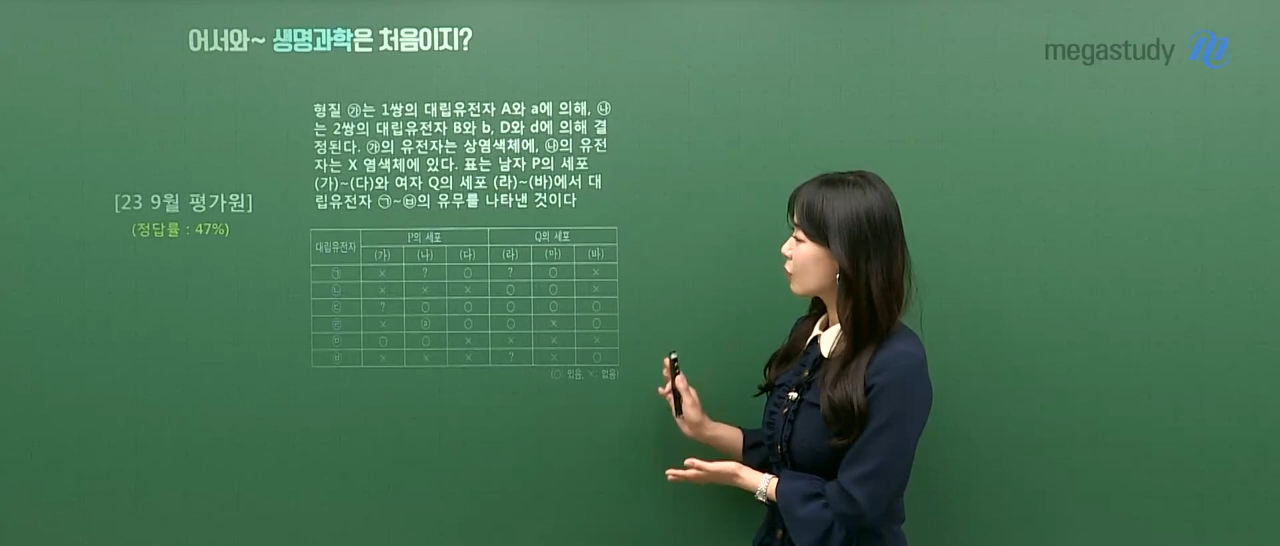 어서와~ 생명과학은 처음이지?
megastudy
형질 ㉮는 1쌍의 대립유전자 A와 a에 의해, ㉯
는 2쌍의 대립유전자 B와 b, D와 d에 의해 결
정된다. ㉮의 유전자는 상염색체에, ㉯의 유전
자는 X 염색체에 있다. 표는 남자 P의 세포
(가)~(다)와 여자 Q의 세포 (라)~(바)에서 대
립유전자 ㉠~㉥의 유무를 나타낸 것이다
[23 9월 평가원]
(정답률 : 47%)
대립유전자 P의 세포 Q의 세포
(가) (나) (다) (라) (마) (바)
㉠ × ? ○ ? ○ ×
㉡ × × × ○ ○ ×
㉢ ? ○ ○ ○ ○ ○
㉣ × ⓐ ○ ○ × ○
㉤ ○ ○ × × × ×
㉥ × × × ? × ○
(○: 있음, ×: 없음)